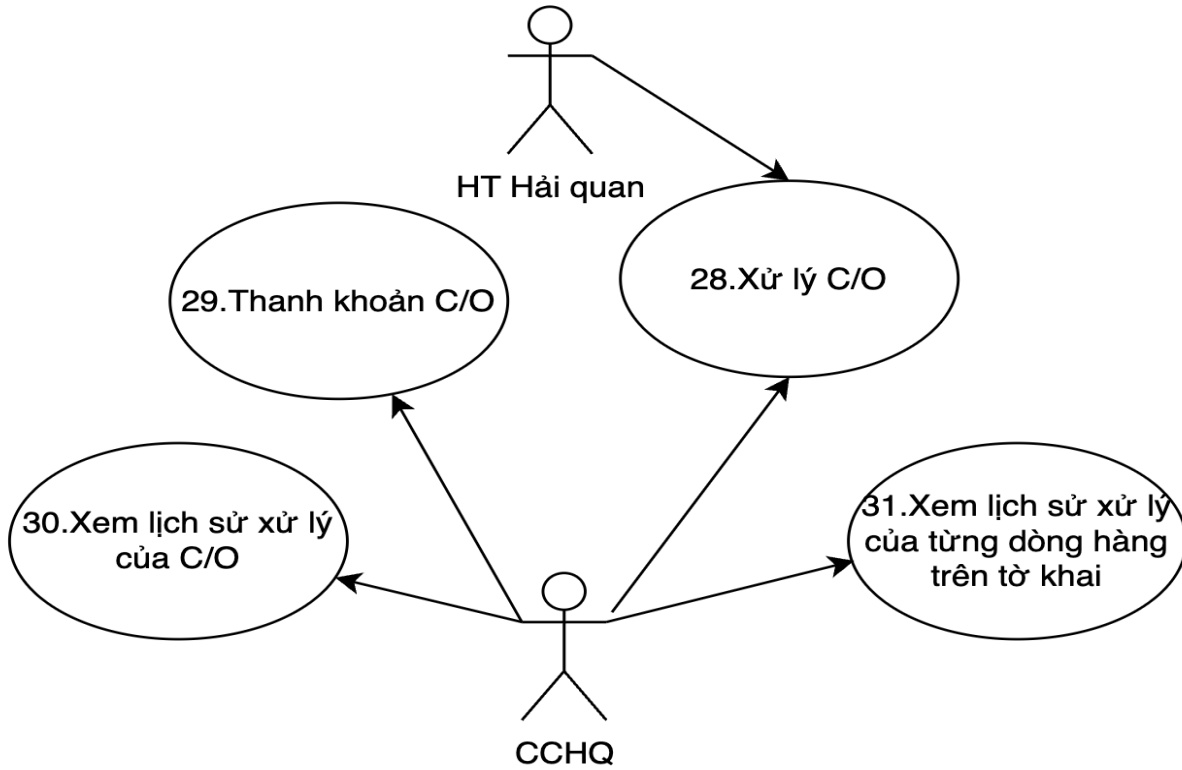 HT Hải quan
29.Thanh khoản C/O
28.Xử lý C/O
30.Xem lịch sử xử lý
của C/O
31.Xem lịch sử xử lý
của từng dòng hàng
trên tờ khai
CCHQ